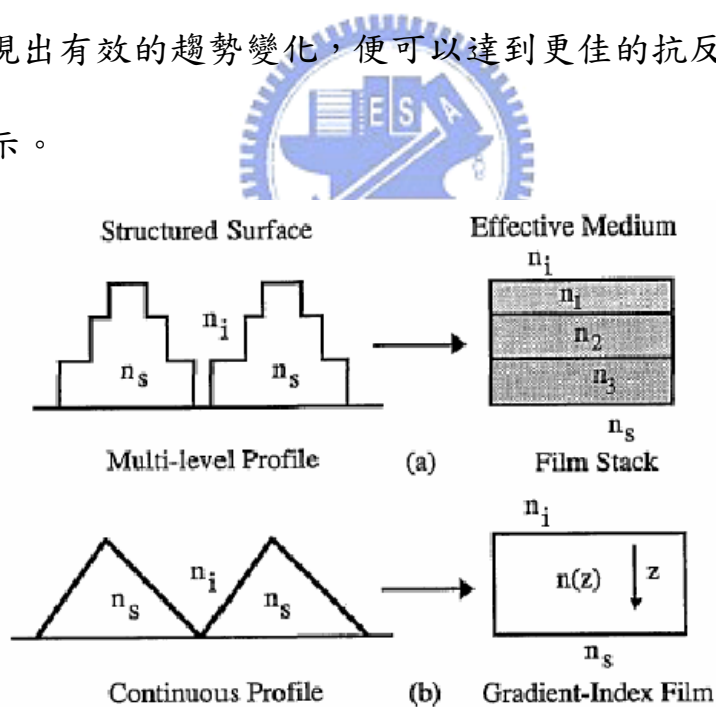 現出有效的趨勢變化，便可以達到更佳的抗反
示。
ESA
Structured Surface
Effective Medium
n_i
n_i
n_1
n_2
n_3
n_s
n_s
n_s
Multi-level Profile
(a)
Film Stack
n_i
n_i
n_s
n_s
n(z)
z
n_s
Continuous Profile
(b)
Gradient-Index Film